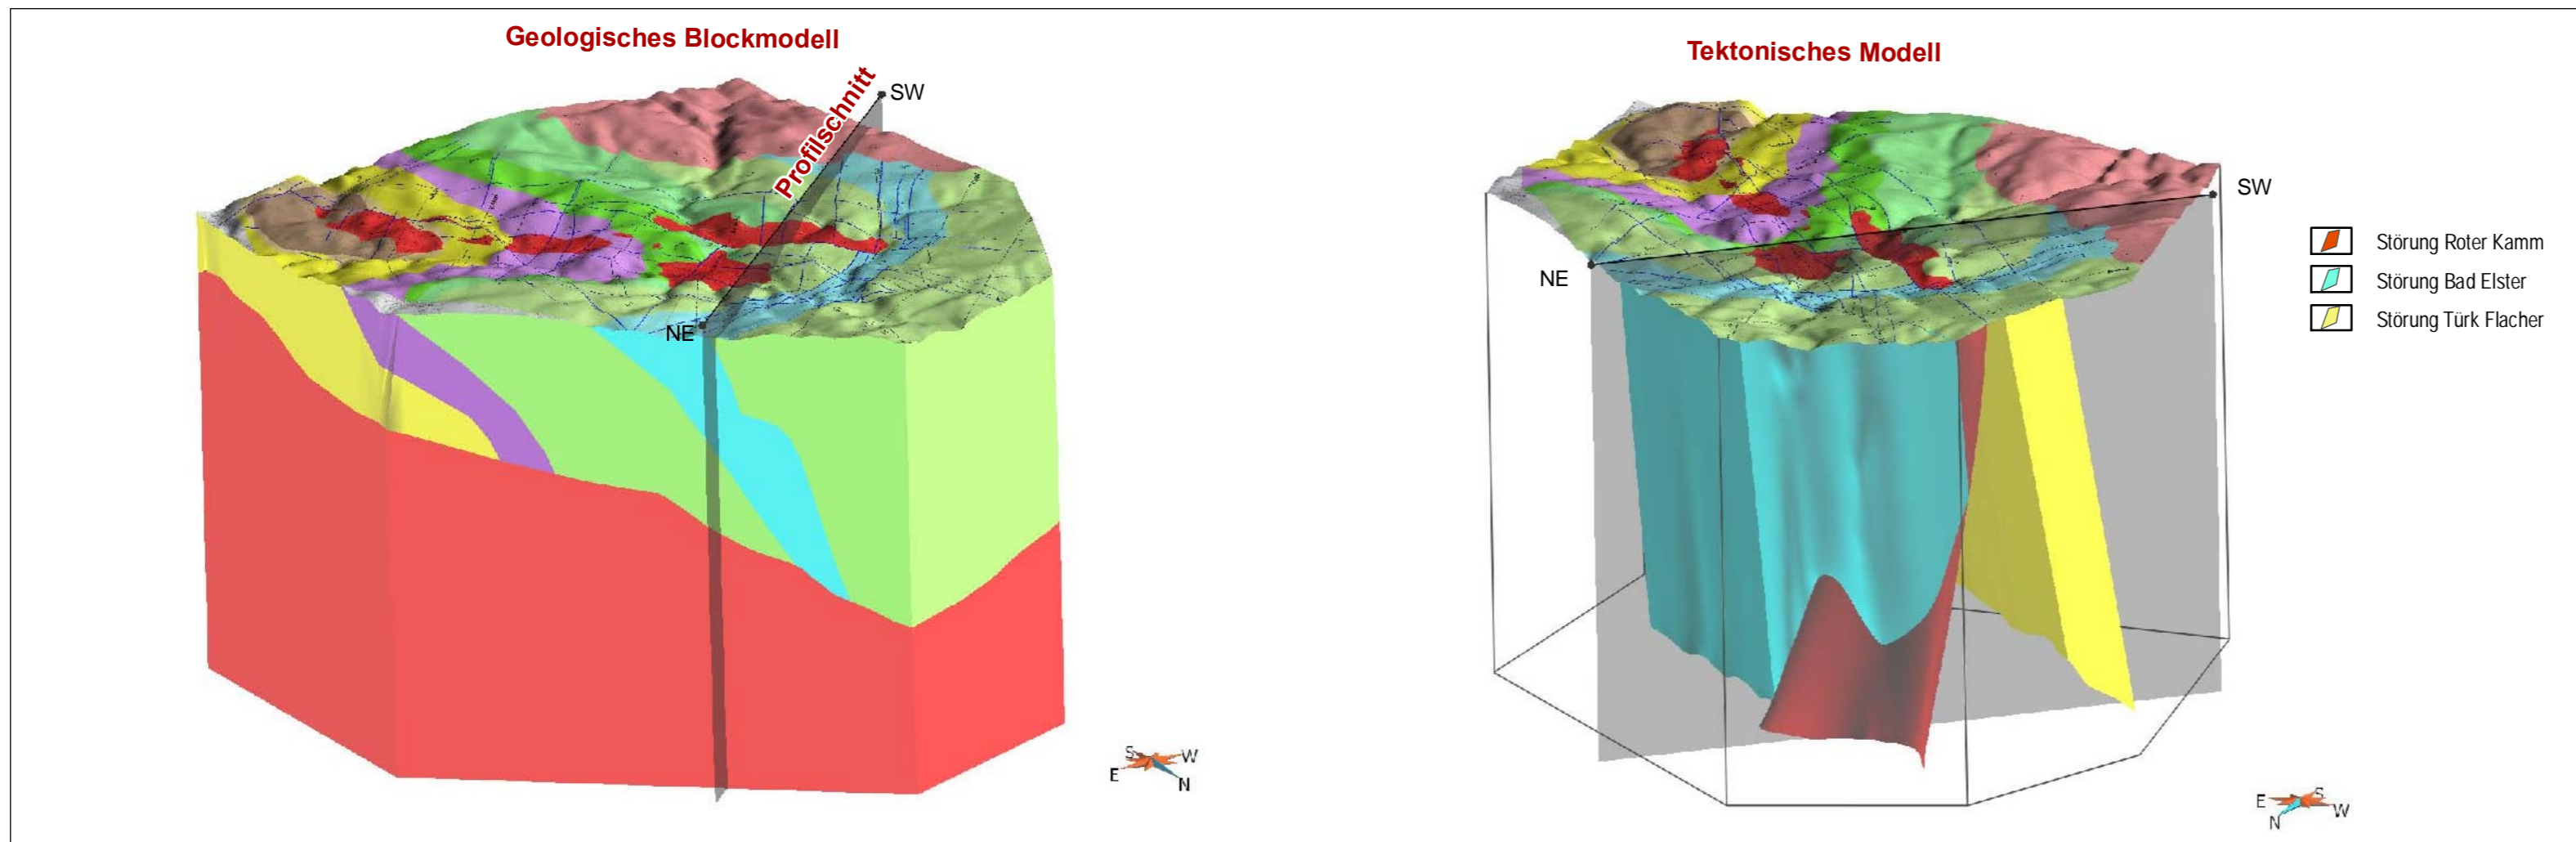 Geologisches Blockmodell
Profilschnitt
SW
NE
S
W
E
N
Tektonisches Modell
SW
NE
Störung Roter Kamm
Störung Bad Elster
Störung Türk Flacher
E
S
W
N